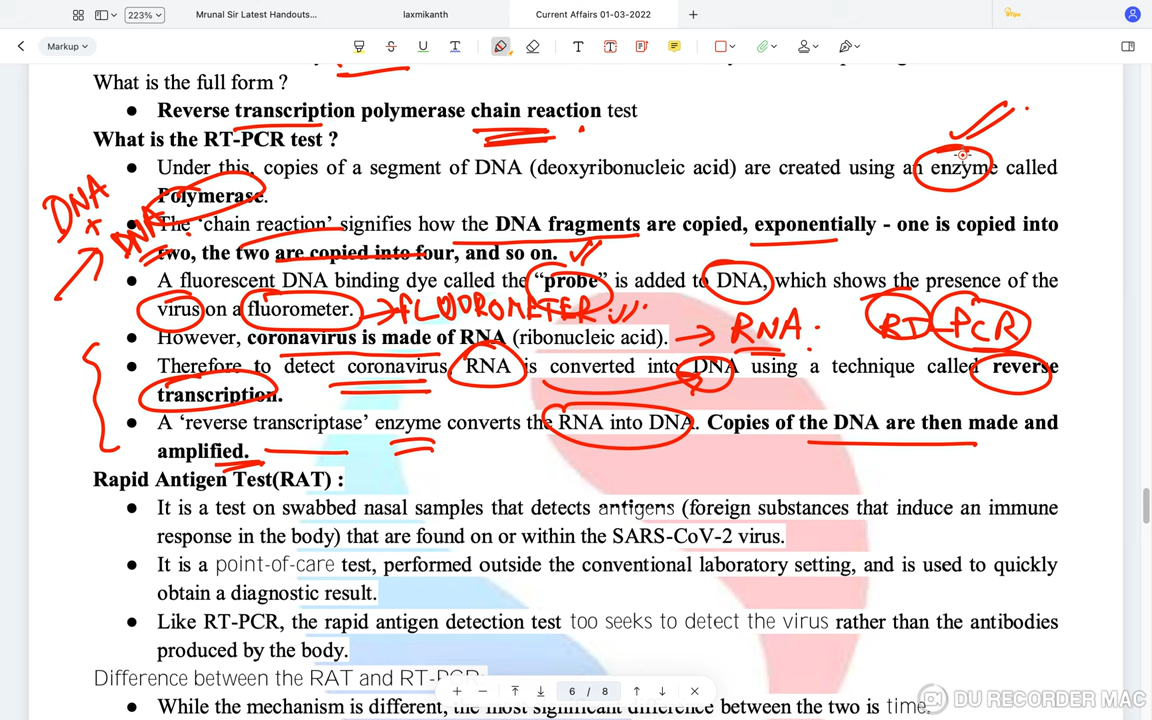 223%
Mrunal Sir Latest Handouts...
laxmikanth
Current Affairs 01-03-2022
Markup
What is the full form ?
● Reverse transcription polymerase chain reaction test
What is the RT-PCR test ?
● Under this, copies of a segment of DNA (deoxyribonucleic acid) are created using an enzyme called
Polymerase.
● The ‘chain reaction’ signifies how the DNA fragments are copied, exponentially - one is copied into
two, the two are copied into four, and so on.
● A fluorescent DNA binding dye called the “probe” is added to DNA, which shows the presence of the
virus on a fluorometer.
FLUOROMETER
● However, coronavirus is made of RNA (ribonucleic acid).
RNA
PCR
DNA
DNA
● Therefore to detect coronavirus, RNA is converted into DNA using a technique called reverse
transcription.
● A ‘reverse transcriptase’ enzyme converts the RNA into DNA. Copies of the DNA are then made and
amplified.
Rapid Antigen Test(RAT) :
● It is a test on swabbed nasal samples that detects antigens (foreign substances that induce an immune
response in the body) that are found on or within the SARS-CoV-2 virus.
● It is a point-of-care test, performed outside the conventional laboratory setting, and is used to quickly
obtain a diagnostic result.
● Like RT-PCR, the rapid antigen detection test too seeks to detect the virus rather than the antibodies
produced by the body.
Difference between the RAT and RT-PCR:
● While the mechanism is different, the most significant difference between the two is time.
6 / 8
DU RECORDER MAC